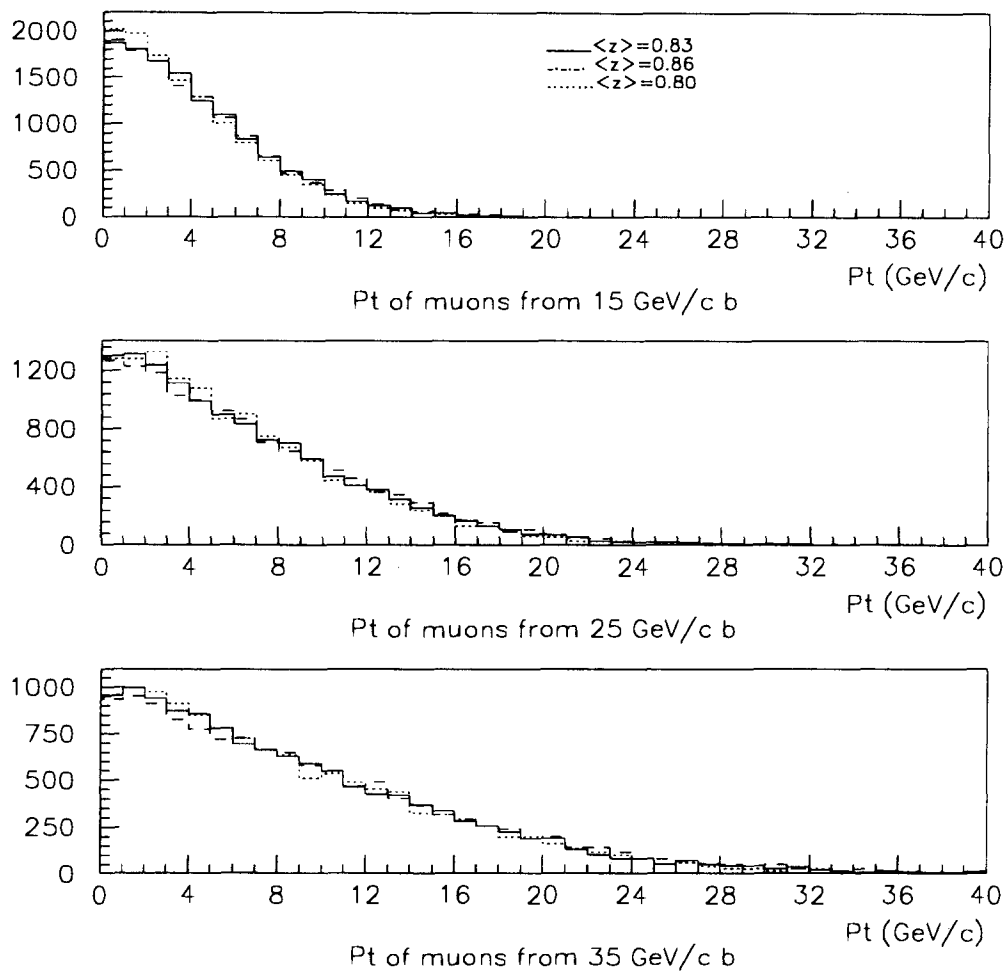 2000
1500
1000
500
0
<z>=0.83
<z>=0.86
<z>=0.80
0 4 8 12 16 20 24 28 32 36 40
Pt (GeV/c)
Pt of muons from 15 GeV/c b
1200
800
400
0
0 4 8 12 16 20 24 28 32 36 40
Pt (GeV/c)
Pt of muons from 25 GeV/c b
1000
750
500
250
0
0 4 8 12 16 20 24 28 32 36 40
Pt (GeV/c)
Pt of muons from 35 GeV/c b